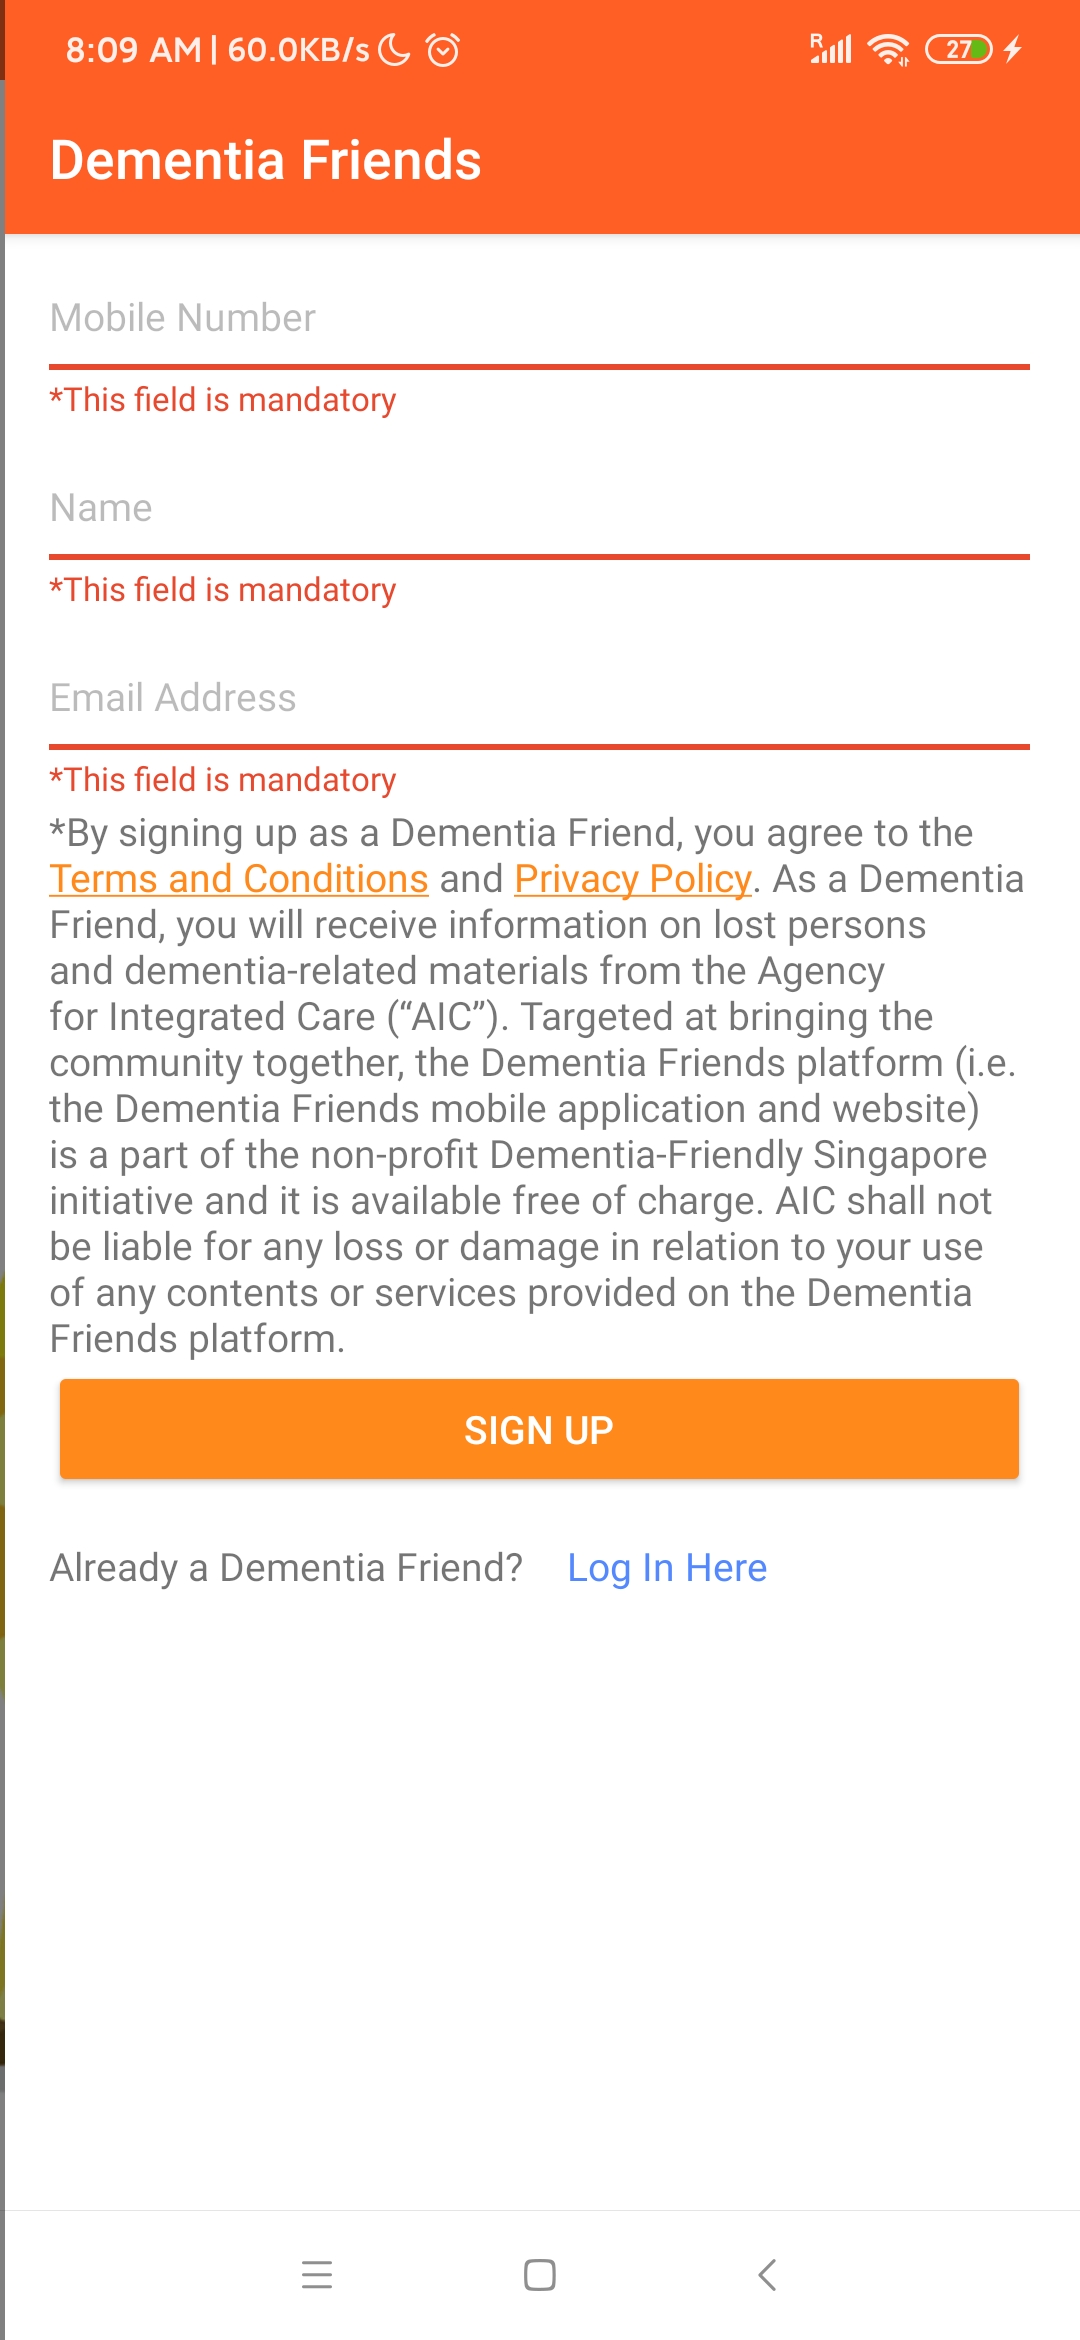 8:09 AM | 60.0KB/s
R
27
Dementia Friends
Mobile Number
*This field is mandatory
Name
*This field is mandatory
Email Address
*This field is mandatory
*By signing up as a Dementia Friend, you agree to the
Terms and Conditions and Privacy Policy. As a Dementia
Friend, you will receive information on lost persons
and dementia-related materials from the Agency
for Integrated Care (“AIC”). Targeted at bringing the
community together, the Dementia Friends platform (i.e.
the Dementia Friends mobile application and website)
is a part of the non-profit Dementia-Friendly Singapore
initiative and it is available free of charge. AIC shall not
be liable for any loss or damage in relation to your use
of any contents or services provided on the Dementia
Friends platform.
SIGN UP
Already a Dementia Friend? Log In Here